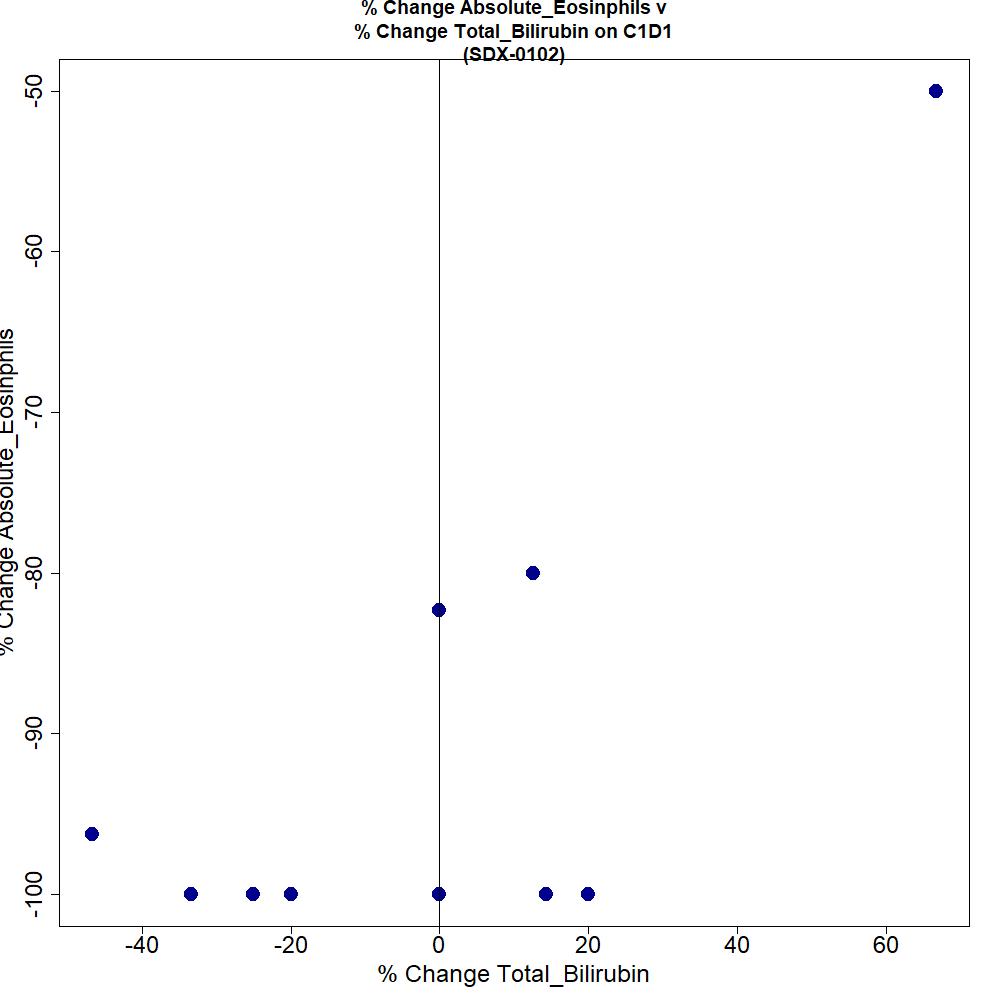 % Change Absolute_Eosinphils v
% Change Total_Bilirubin on C1D1
(SDX-0102)
% Change Absolute_Eosinphils
-50
-60
-70
-80
-90
-100
-40
-20
0
20
40
60
% Change Total_Bilirubin